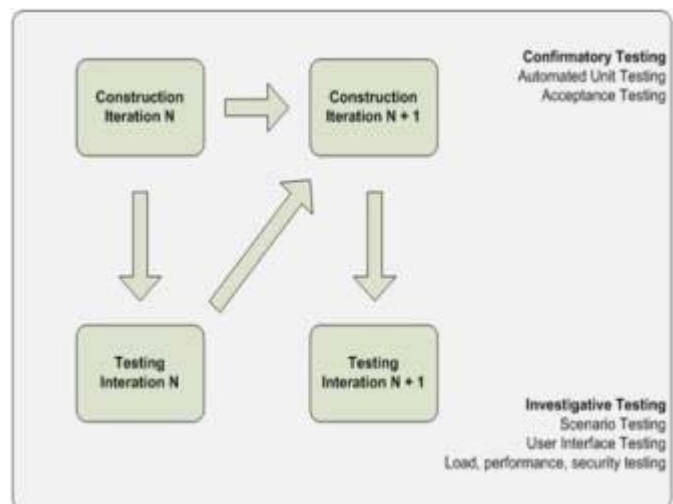 Confirmatory Testing
Automated Unit Testing
Acceptance Testing
Construction
Iteration N
Construction
Iteration N + 1
Testing
Interation N
Testing
Interation N + 1
Investigative Testing
Scenario Testing
User Interface Testing
Load, performance, security testing